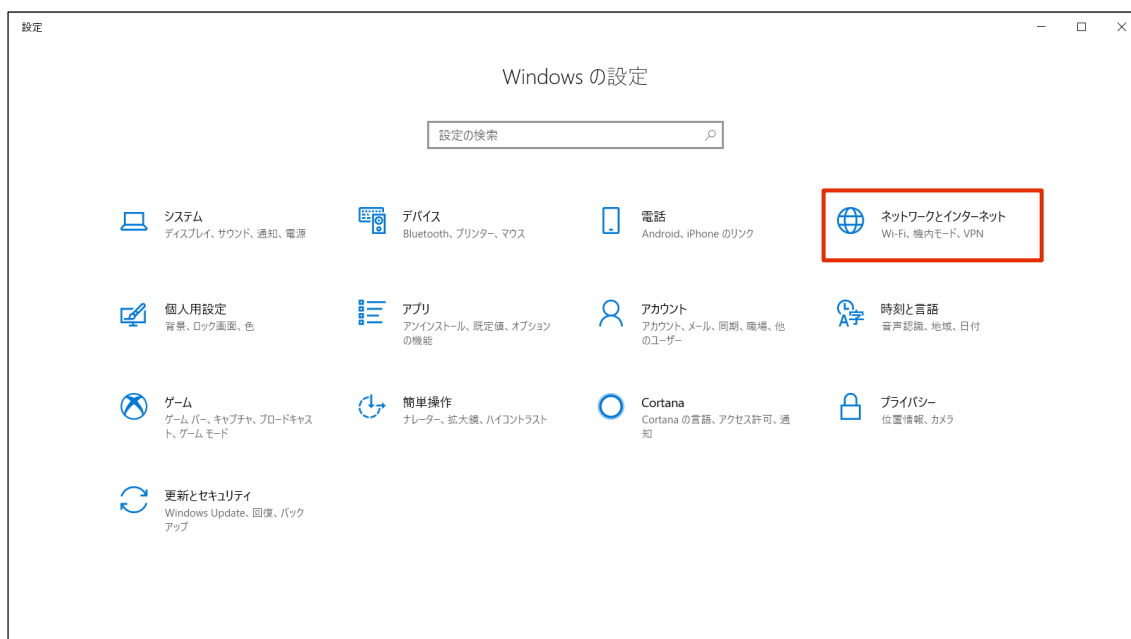 設定
Windows の設定
設定の検索
システム
ディスプレイ、サウンド、通知、電源
デバイス
Bluetooth、プリンター、マウス
電話
Android、iPhone のリンク
ネットワークとインターネット
Wi-Fi、機内モード、VPN
個人用設定
背景、ロック画面、色
アプリ
アンインストール、既定値、オプション
の機能
アカウント
アカウント、メール、同期、職場、他
のユーザー
時刻と言語
音声認識、地域、日付
ゲーム
ゲーム バー、キャプチャ、ブロードキャス
ト、ゲーム モード
簡単操作
ナレーター、拡大鏡、ハイコントラスト
Cortana
Cortana の言語、アクセス許可、通
知
プライバシー
位置情報、カメラ
更新とセキュリティ
Windows Update、回復、バック
アップ